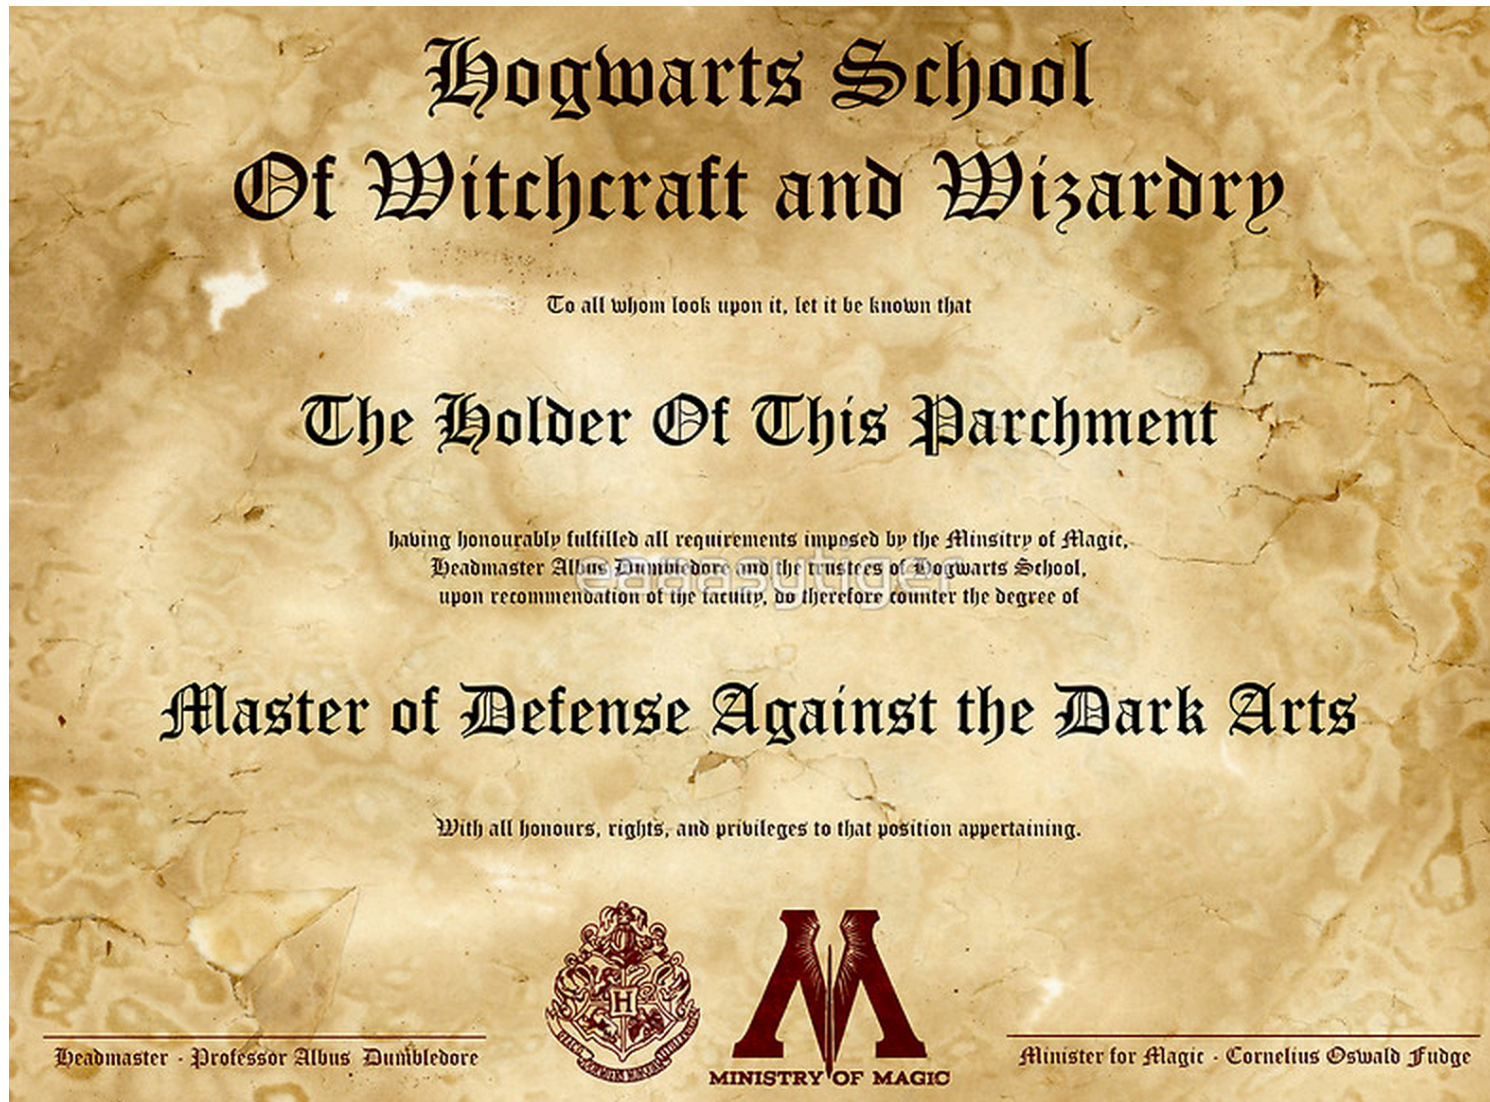 Hogwarts School
Of Witchcraft and Wizardry
To all whom look upon it, let it be known that
The Holder Of This Parchment
having honourably fulfilled all requirements imposed by the Minsitry of Magic,
Headmaster Albus Dumbledore and the trustees of Hogwarts School,
upon recommendation of the faculty, do therefore counter the degree of
eaaasytiger
Master of Defense Against the Dark Arts
With all honours, rights, and privileges to that position appertaining.
H
MINISTRY OF MAGIC
Headmaster - Professor Albus Dumbledore
Minister for Magic - Cornelius Oswald Fudge